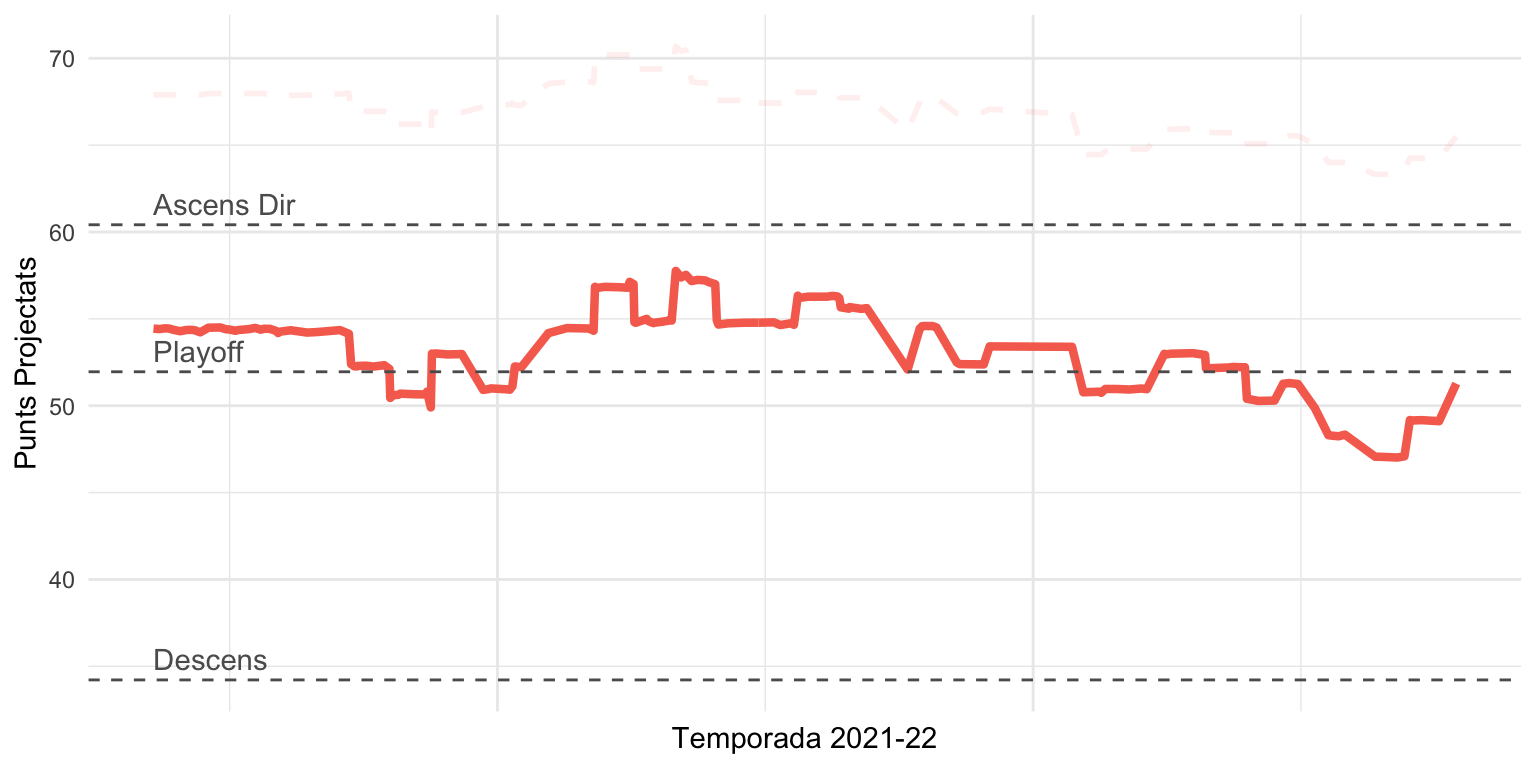 70
Ascens Dir
60
Playoff
50
40
Descens
Punts Projectats
Temporada 2021-22